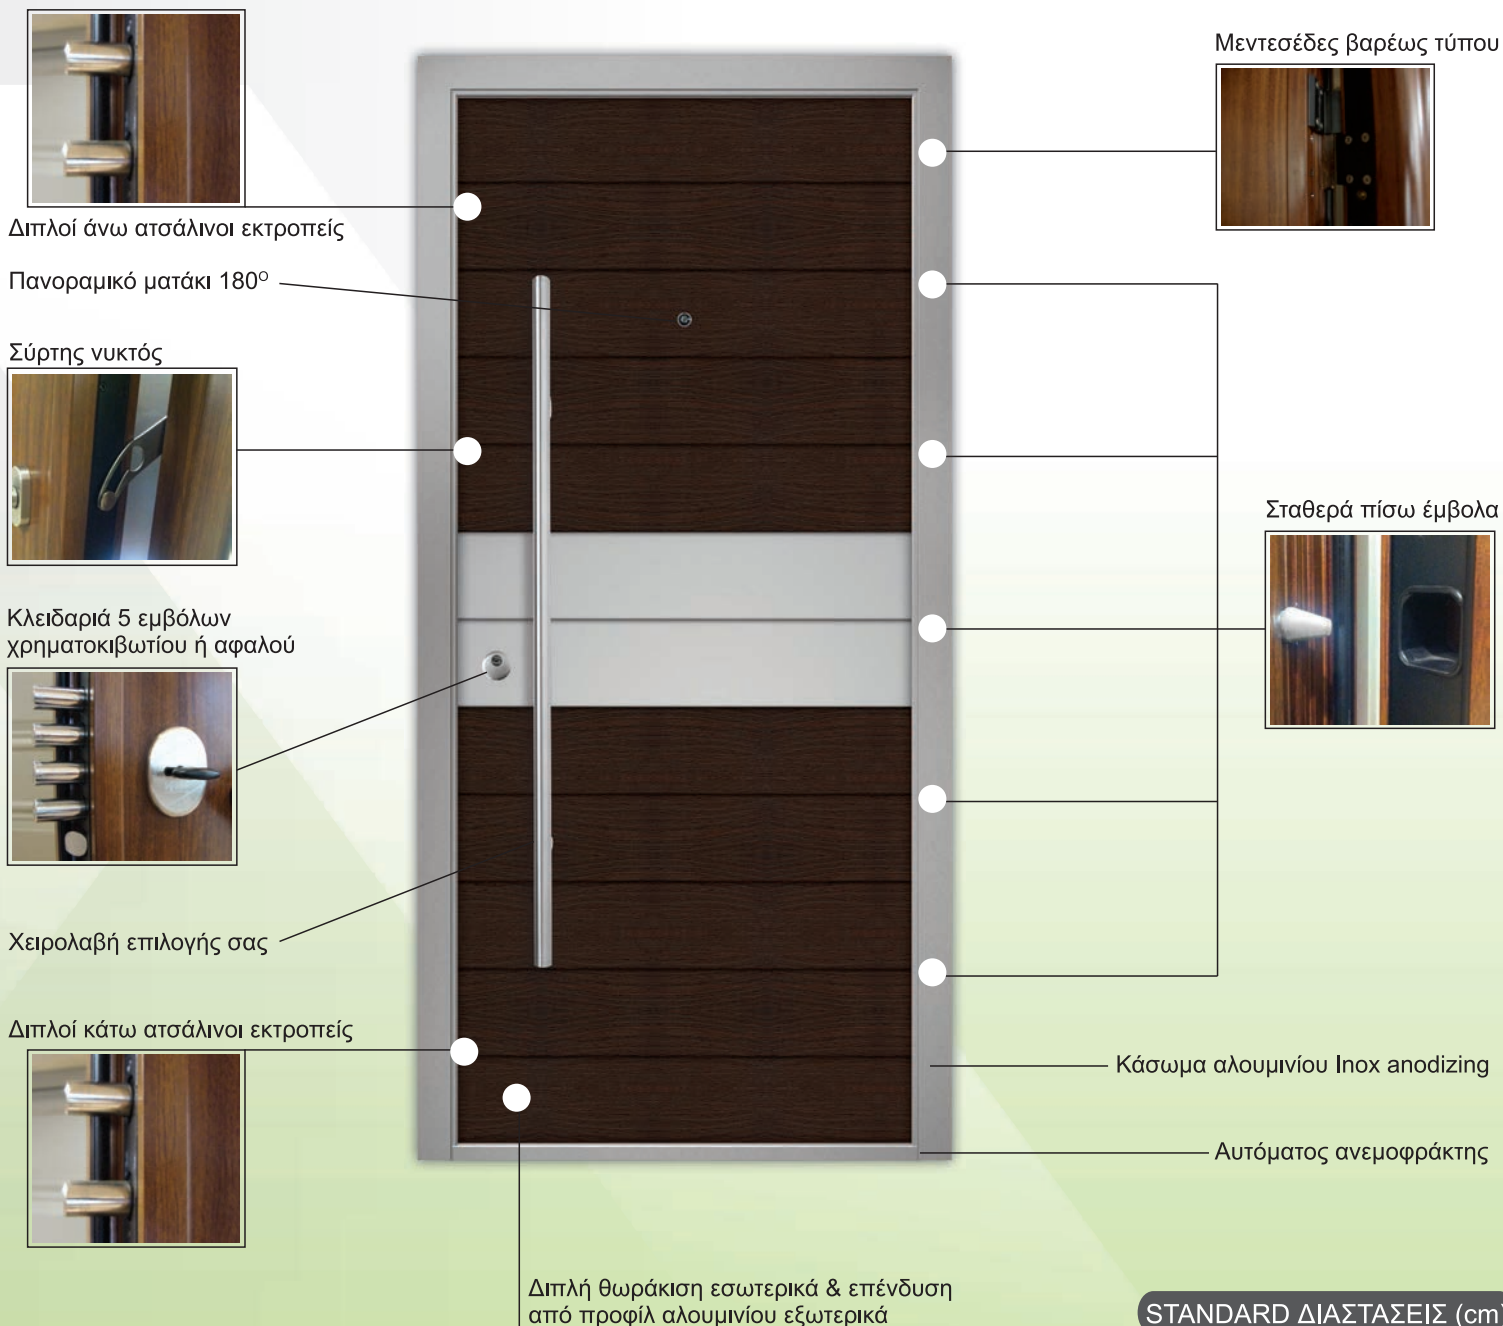 Μεντεσέδες βαρέως τύπου
Διπλοί άνω ατσάλινοι εκτροπείς
Πανοραμικό ματάκι 180°
Σύρτης νυκτός
Σταθερά πίσω έμβολα
Κλειδαριά 5 εμβόλων
χρηματοκιβωτίου ή αφαλού
Χειρολαβή επιλογής σας
Διπλοί κάτω ατσάλινοι εκτροπείς
Κάσωμα αλουμινίου Inox anodizing
Αυτόματος ανεμοφράκτης
Διπλή θωράκιση εσωτερικά & επένδυση
από προφίλ αλουμινίου εξωτερικά
STANDARD ΔΙΑΣΤΑΣΕΙΣ (cm)